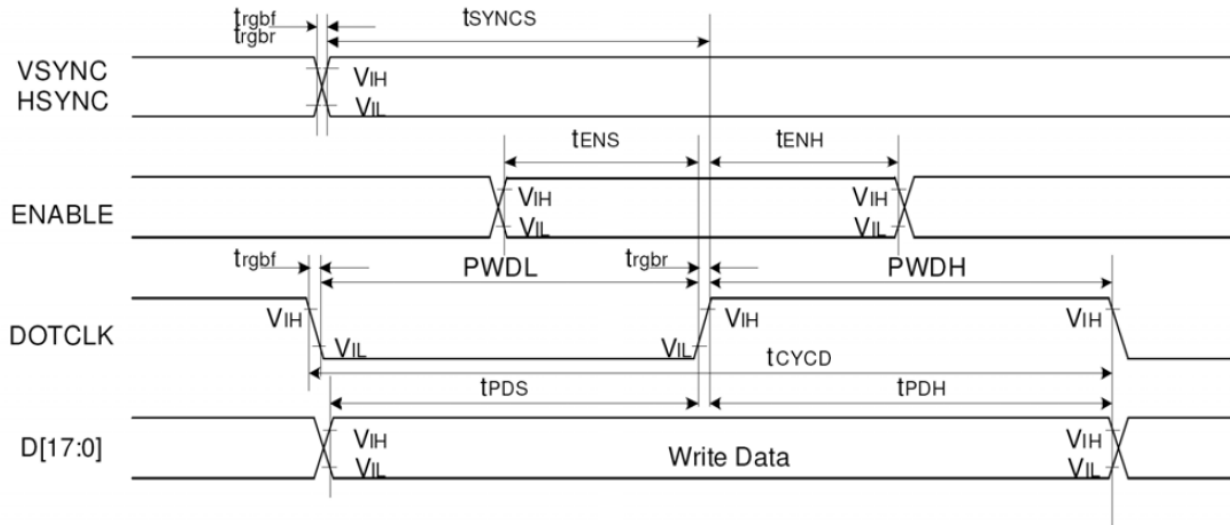 trgbf
trgbr
tSYNCS
VSYNC
HSYNC
VIH
VIL
tENS
tENH
ENABLE
VIH
VIL
VIH
VIL
trgbf
PWDL
trgbr
PWDH
DOTCLK
VIH
VIL
VIL
VIH
VIH
tCYCD
tPDS
tPDH
D[17:0]
VIH
VIL
Write Data
VIH
VIL